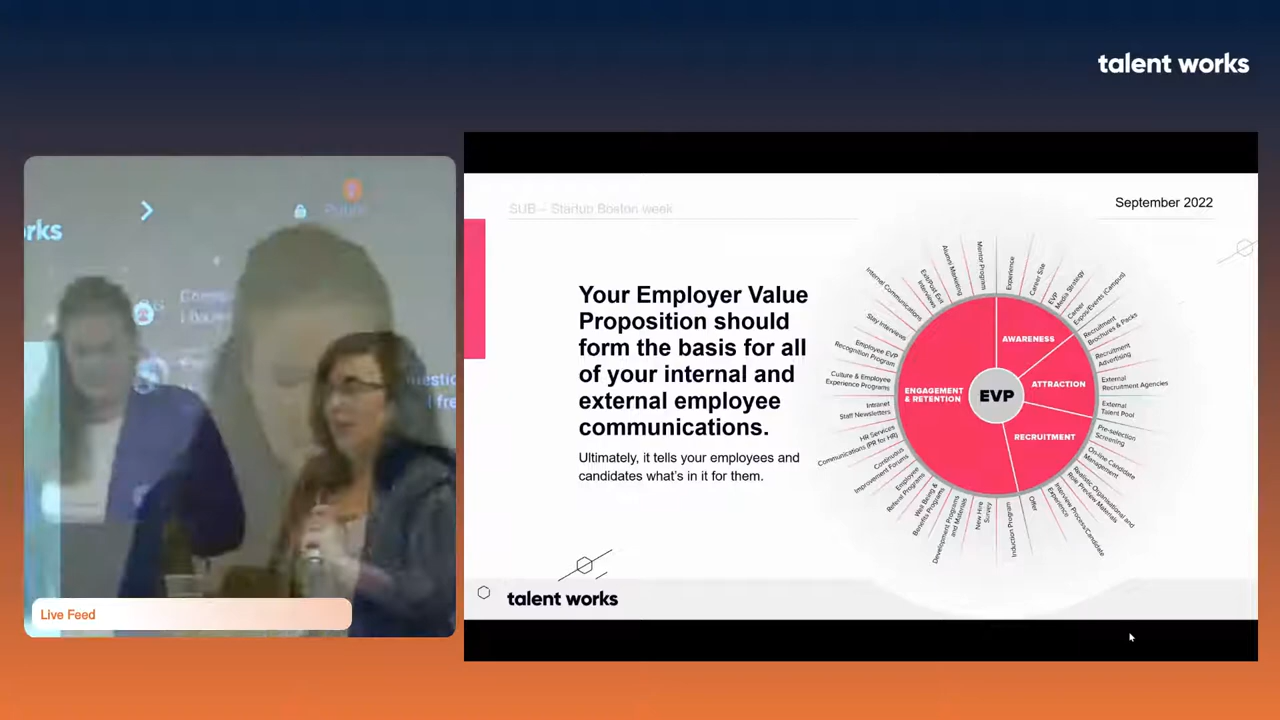 talent works
rks
Live Feed
SUB – Startup Boston week
September 2022
Your Employer Value
Proposition should
form the basis for all
of your internal and
external employee
communications.
Ultimately, it tells your employees and
candidates what's in it for them.
EVP
AWARENESS
ATTRACTION
RECRUITMENT
ENGAGEMENT
& RETENTION
Experience
Career Site
EVP
Media Strategy
Career
Expos/Events (Campus)
Recruitment
Brochures & Packs
Recruitment
Advertising
External
Recruitment Agencies
External
Talent Pool
Pre-selection
Screening
On-line Candidate
Management
Realistic Organisational and
Role Preview Materials
Interview Process/Candidate
Experience
Offer
Induction Program
New Hire
Survey
Development Programs
and Materials
Well Being &
Benefits Programs
Employee
Referral Programs
Continuous
Improvement Forums
HR Services
Communications (PR for HR)
Intranet
Staff Newsletters
Culture & Employee
Experience Programs
Employee EVP
Recognition Program
Stay Interviews
Internal Communications
Exit/Post Exit
Interviews
Alumni Marketing
Mentor Program
talent works